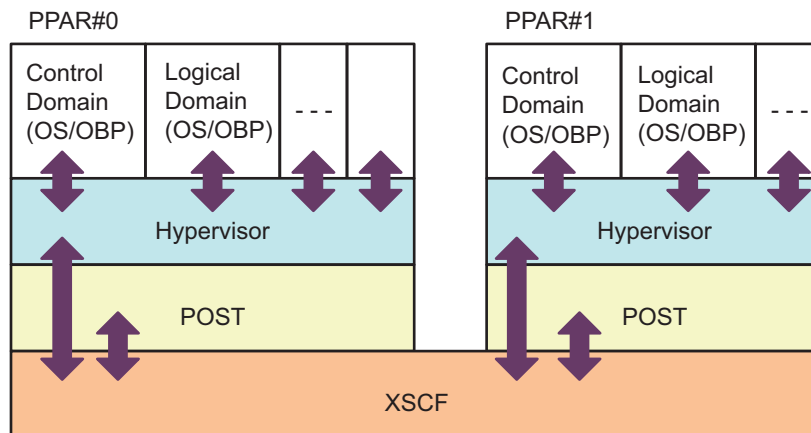 PPAR#0
Control
Domain
(OS/OBP)
Logical
Domain
(OS/OBP)
- - -
Hypervisor
POST
PPAR#1
Control
Domain
(OS/OBP)
Logical
Domain
(OS/OBP)
- - -
Hypervisor
POST
XSCF